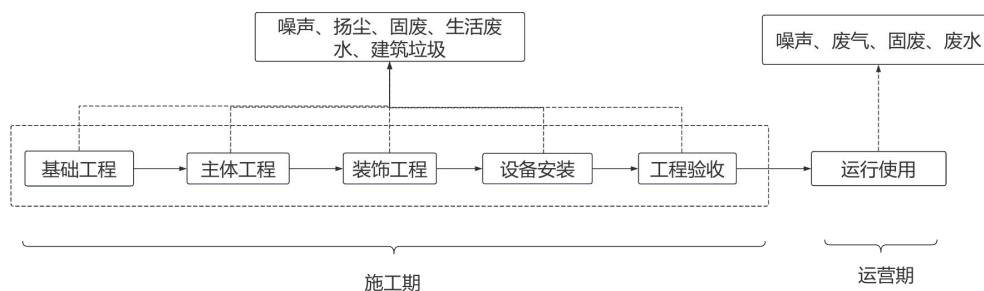 噪声、扬尘、固废、生活废
水、建筑垃圾
噪声、废气、固废、废水
基础工程
主体工程
装饰工程
设备安装
工程验收
运行使用
施工期
运营期